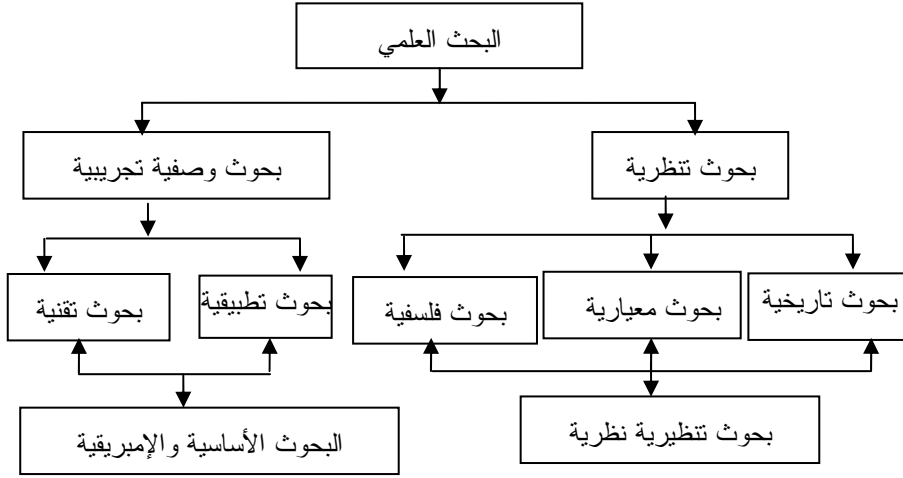 البحث العلمي
بحوث تنظرية
بحوث وصفية تجريبية
بحوث تاريخية
بحوث معيارية
بحوث فلسفية
بحوث تطبيقية
بحوث تقنية
بحوث تنظيرية نظرية
البحوث الأساسية والإمبريقية